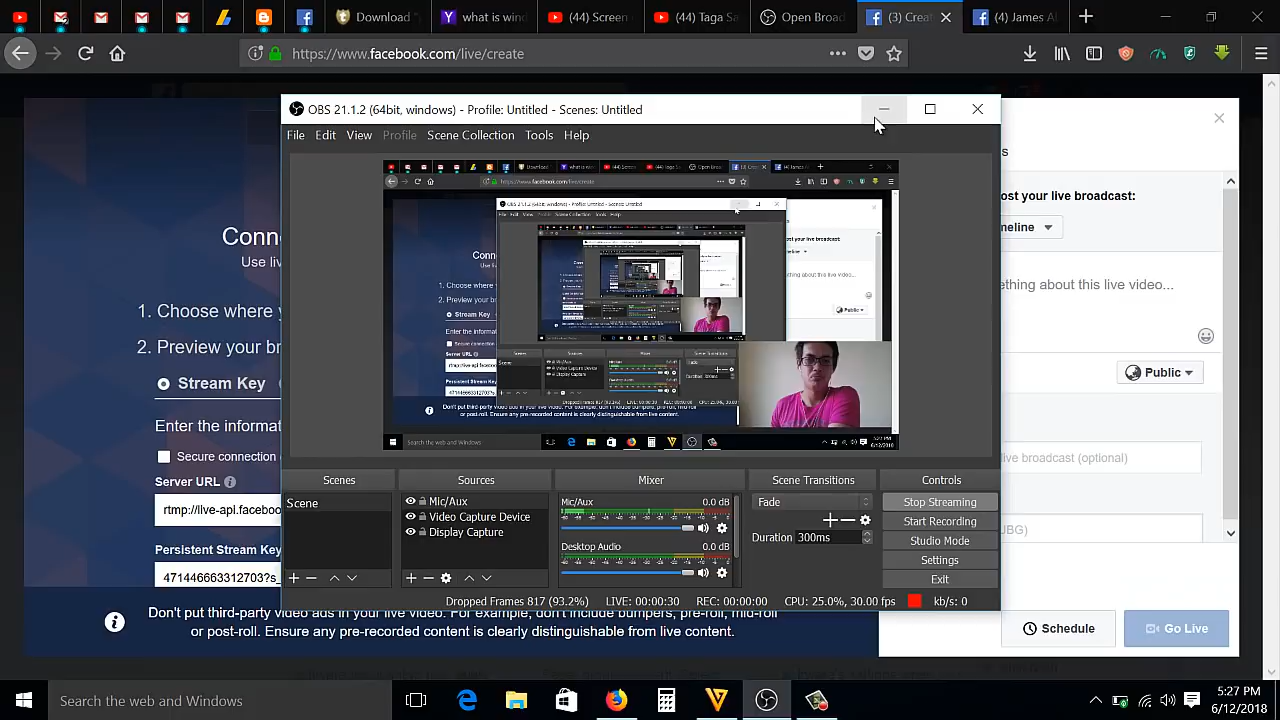 Download
what is wind
(44) Screen
(44) Taga Sa
Open Broad
(3) Creat
(4) James Al
https://www.facebook.com/live/create
OBS 21.1.2 (64bit, windows) - Profile: Untitled - Scenes: Untitled
File Edit View Profile Scene Collection Tools Help
Conn
Use liv
1. Choose where y
2. Preview your br
Stream Key
Enter the informat
Secure connection
Server URL
rtmp://live-api.faceboo
Persistent Stream Key
471446663312703?s_
Don't put third-party video ads in your live video. For example, don't include bumpers, pre-roll, mid-roll
or post-roll. Ensure any pre-recorded content is clearly distinguishable from live content.
s
ost your live broadcast:
meline
ething about this live video...
Public
live broadcast (optional)
BG)
Schedule
Go Live
Scenes
Scene
Sources
Mic/Aux
Video Capture Device
Display Capture
Mixer
Mic/Aux 0.0 dB
Desktop Audio 0.0 dB
Scene Transitions
Fade
Duration 300ms
Controls
Stop Streaming
Start Recording
Studio Mode
Settings
Exit
Dropped Frames 817 (93.2%) LIVE: 00:00:30 REC: 00:00:00 CPU: 25.0%, 30.00 fps kb/s: 0
Search the web and Windows
5:27 PM
6/12/2018